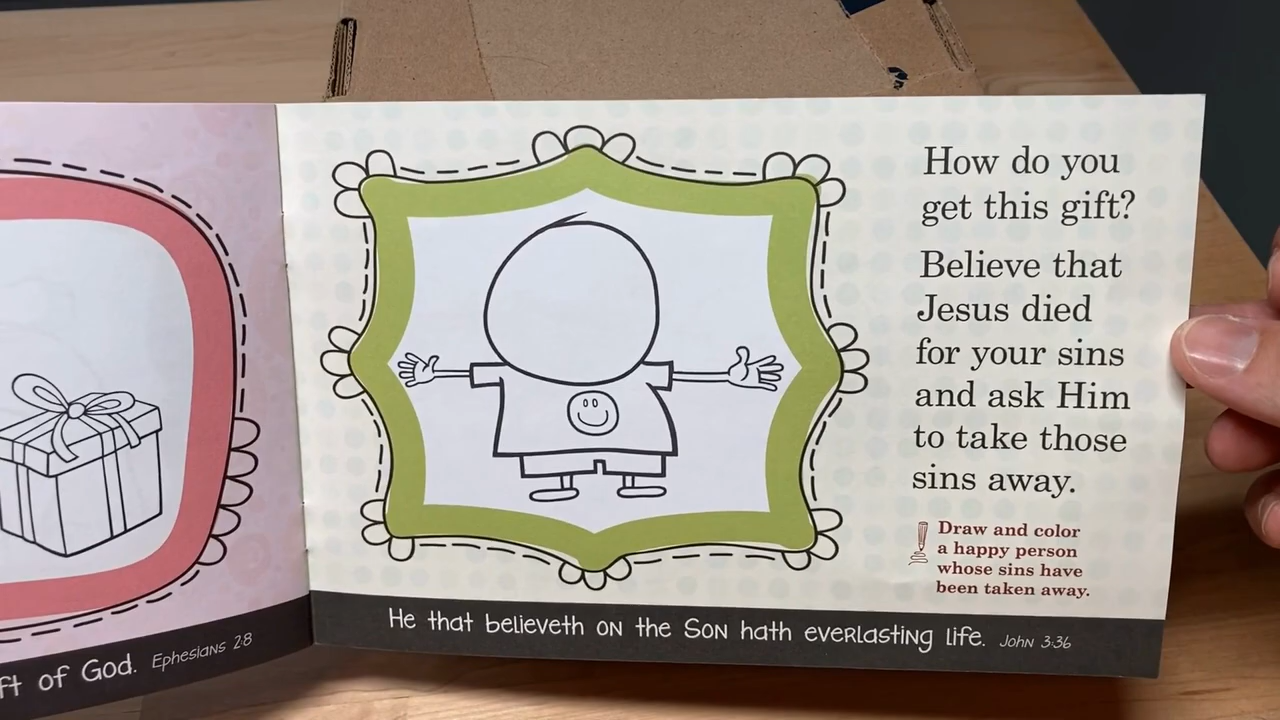 ft of God. Ephesians 2:8
How do you
get this gift?
Believe that
Jesus died
for your sins
and ask Him
to take those
sins away.
Draw and color
a happy person
whose sins have
been taken away.
He that believeth on the Son hath everlasting life. John 3:36